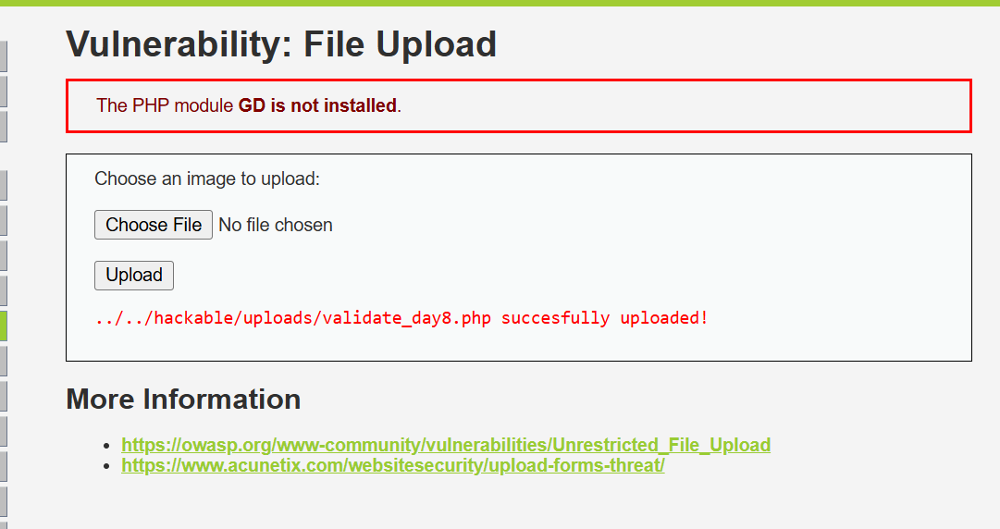 Vulnerability: File Upload
The PHP module GD is not installed.
Choose an image to upload:
Choose File No file chosen
Upload
../../hackable/uploads/validate_day8.php succesfully uploaded!
More Information
https://owasp.org/www-community/vulnerabilities/Unrestricted_File_Upload
https://www.acunetix.com/websitesecurity/upload-forms-threat/